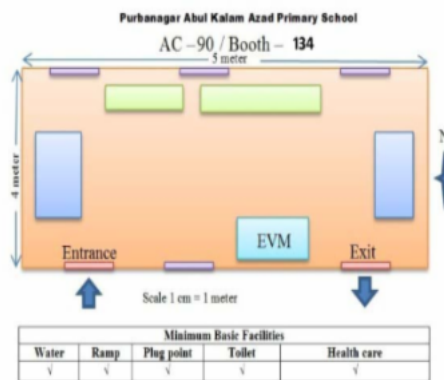 Purbanagar Abul Kalam Azad Primary School
AC –90 / Booth – 134
5 meter
4 meter
N
EVM
Entrance
Exit
Scale 1 cm = 1 meter
Minimum Basic Facilities
Water Ramp Plug point Toilet Health care
√ √ √ √ √